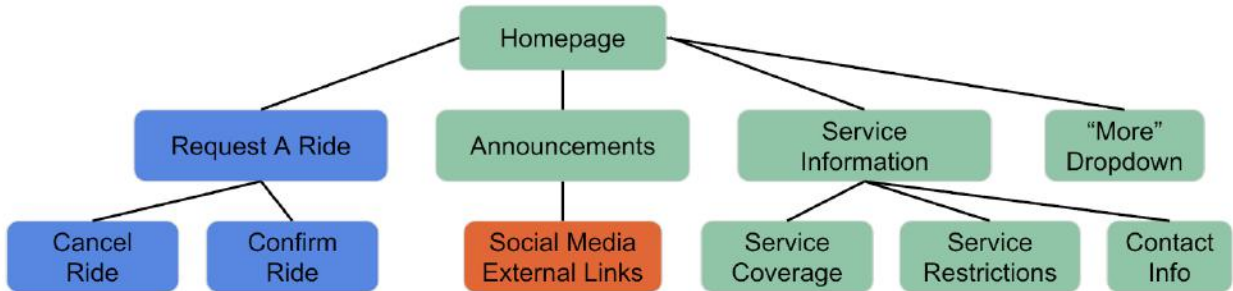 Homepage
Request A Ride
Announcements
Service
Information
“More”
Dropdown
Cancel
Ride
Confirm
Ride
Social Media
External Links
Service
Coverage
Service
Restrictions
Contact
Info